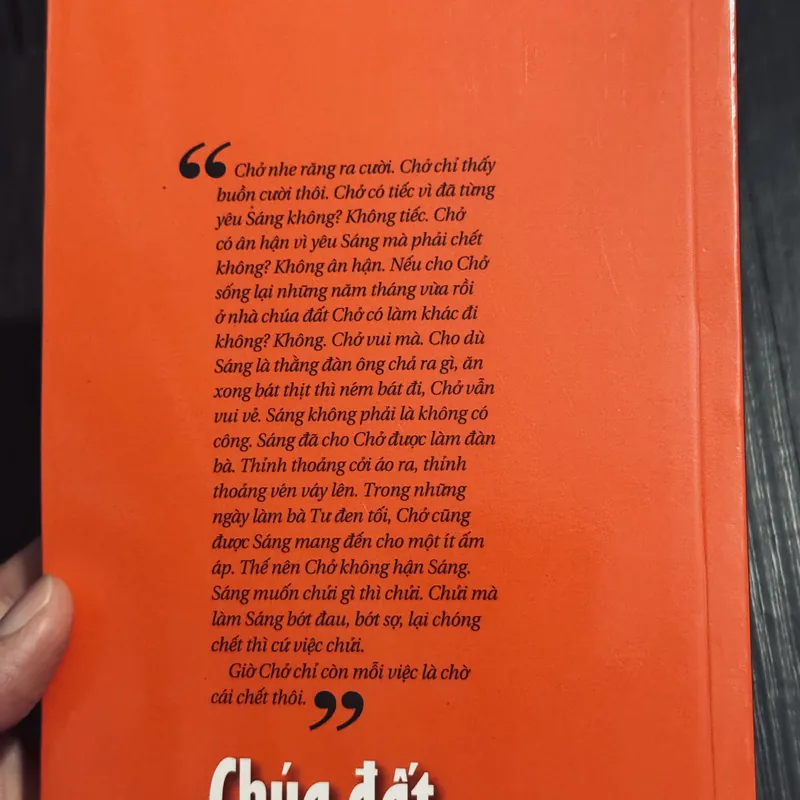 “ Chở nhe răng ra cười. Chở chỉ thấy
buồn cười thôi. Chở có tiếc vì đã từng
yêu Sáng không? Không tiếc. Chở
có ân hận vì yêu Sáng mà phải chết
không? Không ân hận. Nếu cho Chở
sống lại những năm tháng vừa rồi
ở nhà chúa đất Chở có làm khác đi
không? Không. Chở vui mà. Cho dù
Sáng là thằng đàn ông chả ra gì, ăn
xong bát thịt thì ném bát đi, Chở vẫn
vui vẻ. Sáng không phải là không có
công. Sáng đã cho Chở được làm đàn
bà. Thỉnh thoảng cởi áo ra, thỉnh
thoảng vén váy lên. Trong những
ngày làm bà Tư đen tối, Chở cũng
được Sáng mang đến cho một ít ấm
áp. Thế nên Chở không hận Sáng.
Sáng muốn chửi gì thì chửi. Chửi mà
làm Sáng bớt đau, bớt sợ, lại chóng
chết thì cứ việc chửi.
Giờ Chở chỉ còn mỗi việc là chờ
cái chết thôi. ”
Chúa đất